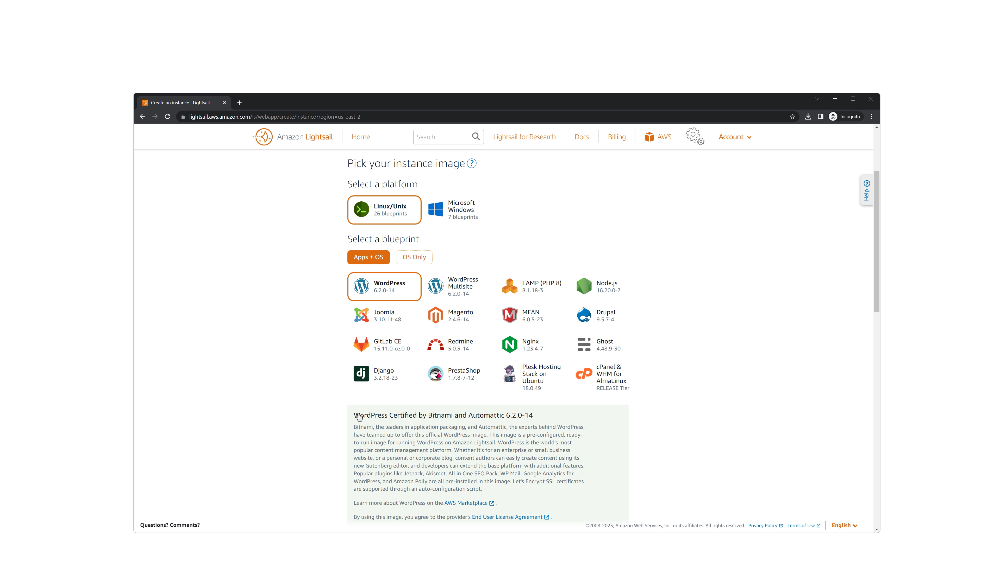 Create an instance | Lightsail
lightsail.aws.amazon.com/ls/webapp/create/instance?region=us-east-2
Incognito
Amazon Lightsail
Home
Search
Lightsail for Research
Docs
Billing
AWS
Account
Pick your instance image ?
Help ?
Select a platform
Linux/Unix
26 blueprints
Microsoft
Windows
7 blueprints
Select a blueprint
Apps + OS
OS Only
WordPress
6.2.0-14
WordPress
Multisite
6.2.0-14
LAMP (PHP 8)
8.1.18-3
Node.js
16.20.0-7
Joomla
3.10.11-48
Magento
2.4.6-14
MEAN
6.0.5-23
Drupal
9.5.7-4
GitLab CE
15.11.0-ce.0-0
Redmine
5.0.5-14
Nginx
1.23.4-7
Ghost
4.48.9-30
dj
Django
3.2.18-23
PrestaShop
1.7.8-7-12
Plesk Hosting
Stack on
Ubuntu
18.0.49
cP
cPanel &
WHM for
AlmaLinux
RELEASE Tier
WordPress Certified by Bitnami and Automattic 6.2.0-14
Bitnami, the leaders in application packaging, and Automattic, the experts behind WordPress,
have teamed up to offer this official WordPress image. This image is a pre-configured, ready-
to-run image for running WordPress on Amazon Lightsail. WordPress is the world's most
popular content management platform. Whether it's for an enterprise or small business
website, or a personal or corporate blog, content authors can easily create content using its
new Gutenberg editor, and developers can extend the base platform with additional features.
Popular plugins like Jetpack, Akismet, All in One SEO Pack, WP Mail, Google Analytics for
WordPress, and Amazon Polly are all pre-installed in this image. Let's Encrypt SSL certificates
are supported through an auto-configuration script.
Learn more about WordPress on the AWS Marketplace .
By using this image, you agree to the provider's End User License Agreement .
Questions? Comments?
©2008-2023, Amazon Web Services, Inc. or its affiliates. All rights reserved. Privacy Policy Terms of Use
English